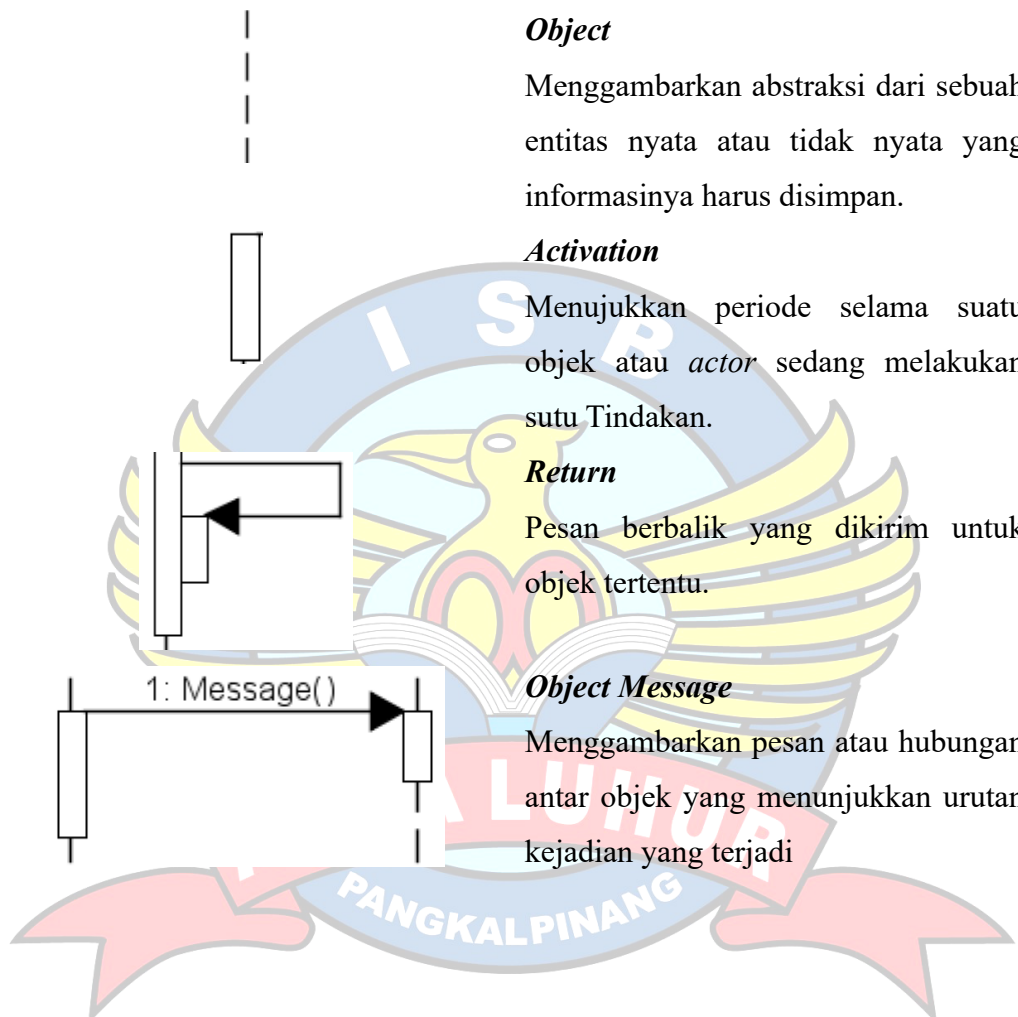 Object
Menggambarkan abstraksi dari sebuah
entitas nyata atau tidak nyata yang
informasinya harus disimpan.
Activation
Menujukkan periode selama suatu
objek atau actor sedang melakukan
sutu Tindakan.
Return
Pesan berbalik yang dikirim untuk
objek tertentu.
1: Message()
Object Message
Menggambarkan pesan atau hubungan
antar objek yang menunjukkan urutan
kejadian yang terjadi
I S B
LUHUR
PANGKALPINANG